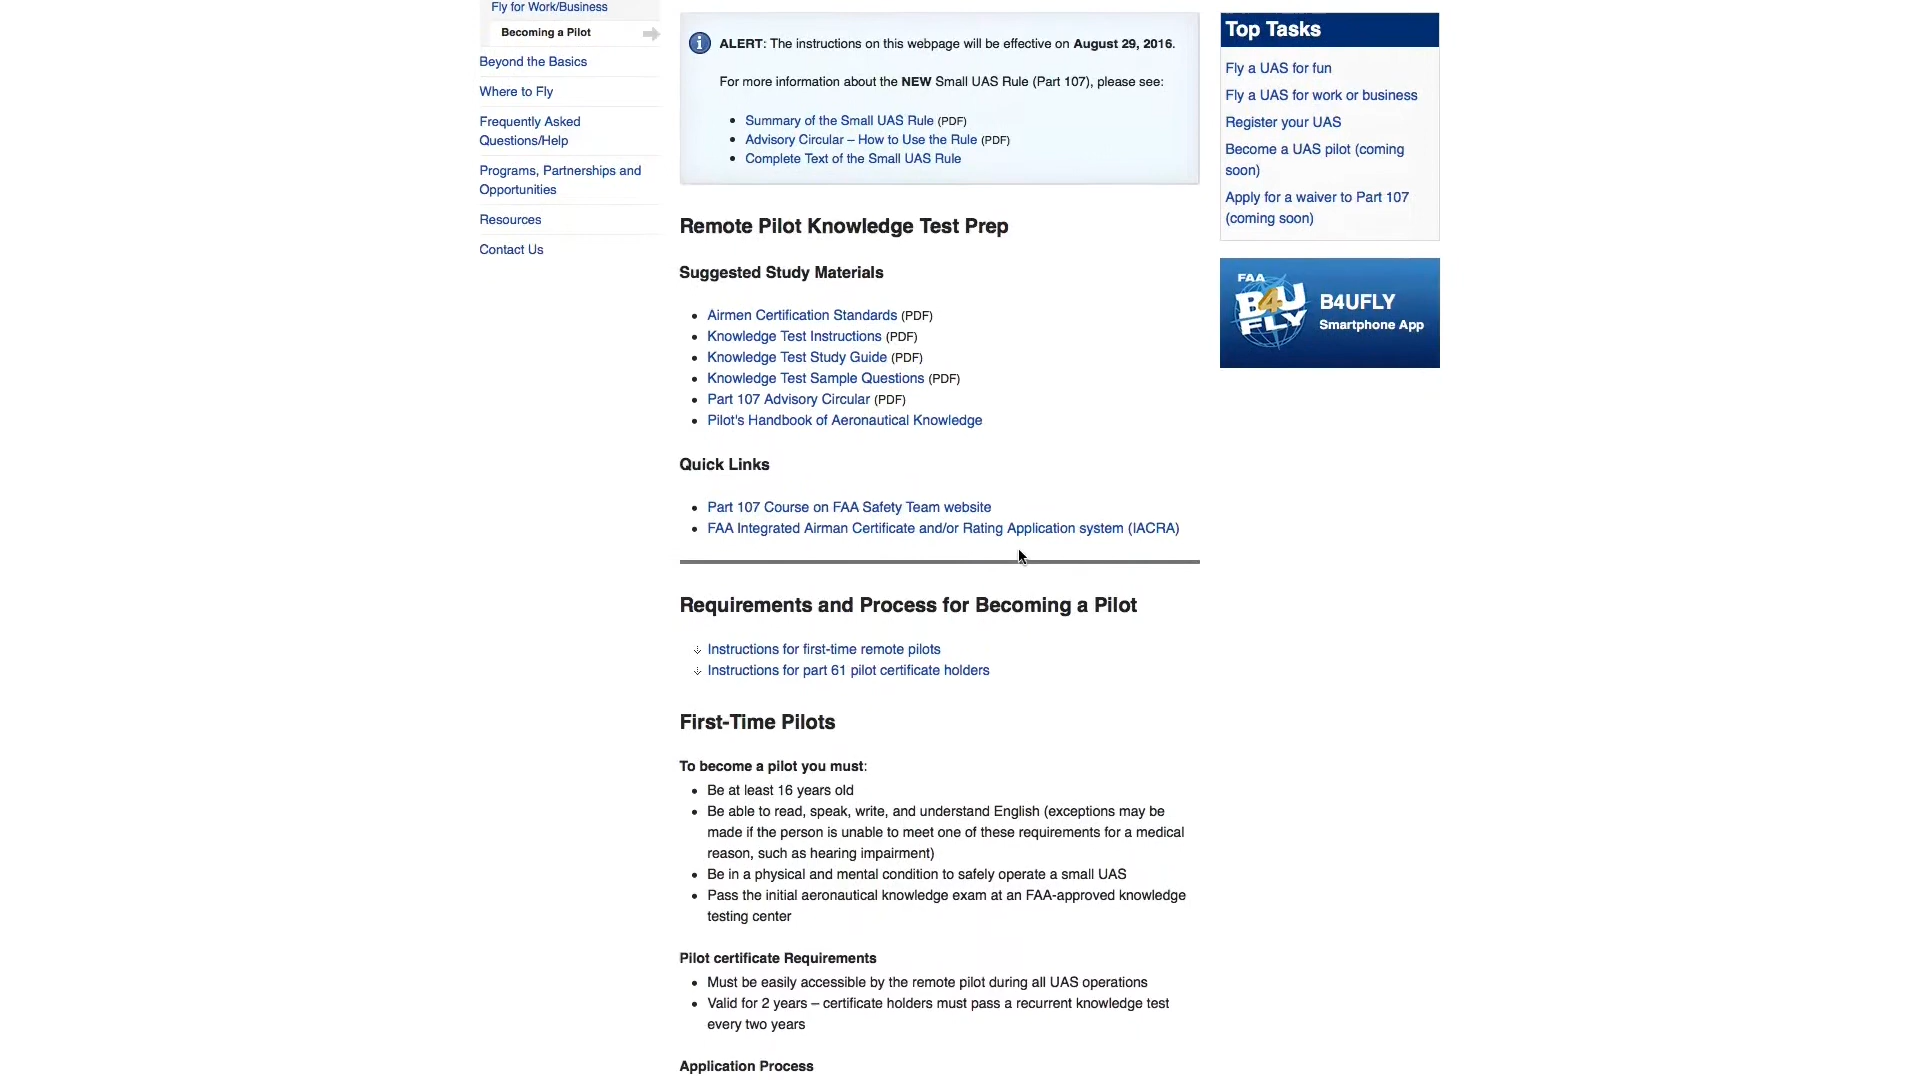 Fly for Work/Business
Becoming a Pilot
Beyond the Basics
Where to Fly
Frequently Asked
Questions/Help
Programs, Partnerships and
Opportunities
Resources
Contact Us
ALERT: The instructions on this webpage will be effective on August 29, 2016.
For more information about the NEW Small UAS Rule (Part 107), please see:
• Summary of the Small UAS Rule (PDF)
• Advisory Circular – How to Use the Rule (PDF)
• Complete Text of the Small UAS Rule
Remote Pilot Knowledge Test Prep
Suggested Study Materials
• Airmen Certification Standards (PDF)
• Knowledge Test Instructions (PDF)
• Knowledge Test Study Guide (PDF)
• Knowledge Test Sample Questions (PDF)
• Part 107 Advisory Circular (PDF)
• Pilot's Handbook of Aeronautical Knowledge
Quick Links
• Part 107 Course on FAA Safety Team website
• FAA Integrated Airman Certificate and/or Rating Application system (IACRA)
Requirements and Process for Becoming a Pilot
Instructions for first-time remote pilots
Instructions for part 61 pilot certificate holders
First-Time Pilots
To become a pilot you must:
• Be at least 16 years old
• Be able to read, speak, write, and understand English (exceptions may be
made if the person is unable to meet one of these requirements for a medical
reason, such as hearing impairment)
• Be in a physical and mental condition to safely operate a small UAS
• Pass the initial aeronautical knowledge exam at an FAA-approved knowledge
testing center
Pilot certificate Requirements
• Must be easily accessible by the remote pilot during all UAS operations
• Valid for 2 years – certificate holders must pass a recurrent knowledge test
every two years
Application Process
Top Tasks
Fly a UAS for fun
Fly a UAS for work or business
Register your UAS
Become a UAS pilot (coming
soon)
Apply for a waiver to Part 107
(coming soon)
FAA
B4U
FLY
B4UFLY
Smartphone App